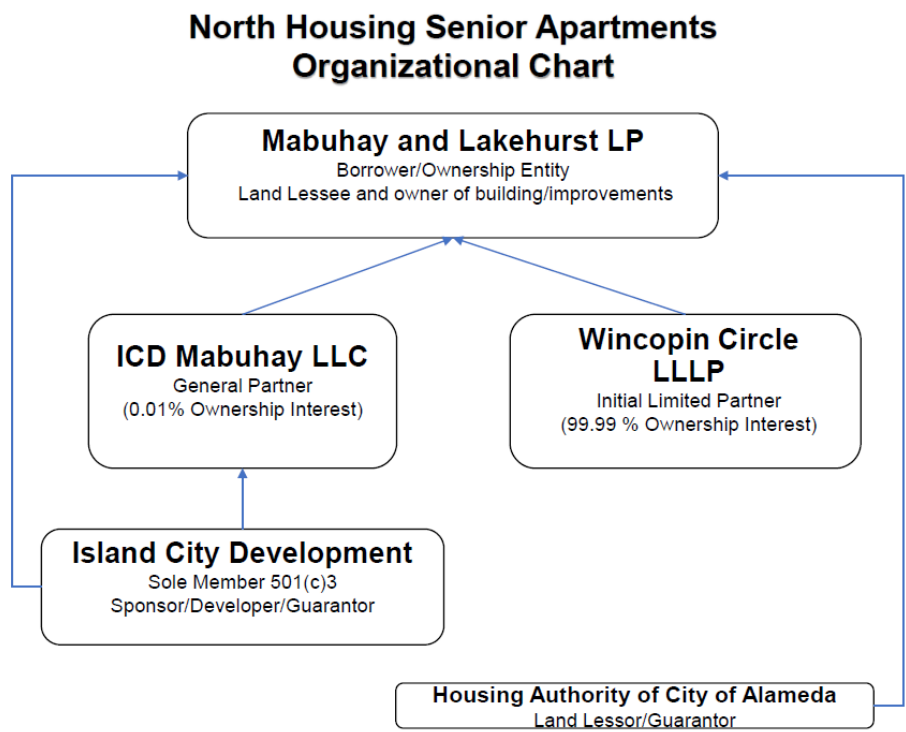 North Housing Senior Apartments
Organizational Chart
Mabuhay and Lakehurst LP
Borrower/Ownership Entity
Land Lessee and owner of building/improvements
ICD Mabuhay LLC
General Partner
(0.01% Ownership Interest)
Wincopin Circle
LLLP
Initial Limited Partner
(99.99 % Ownership Interest)
Island City Development
Sole Member 501(c)3
Sponsor/Developer/Guarantor
Housing Authority of City of Alameda
Land Lessor/Guarantor